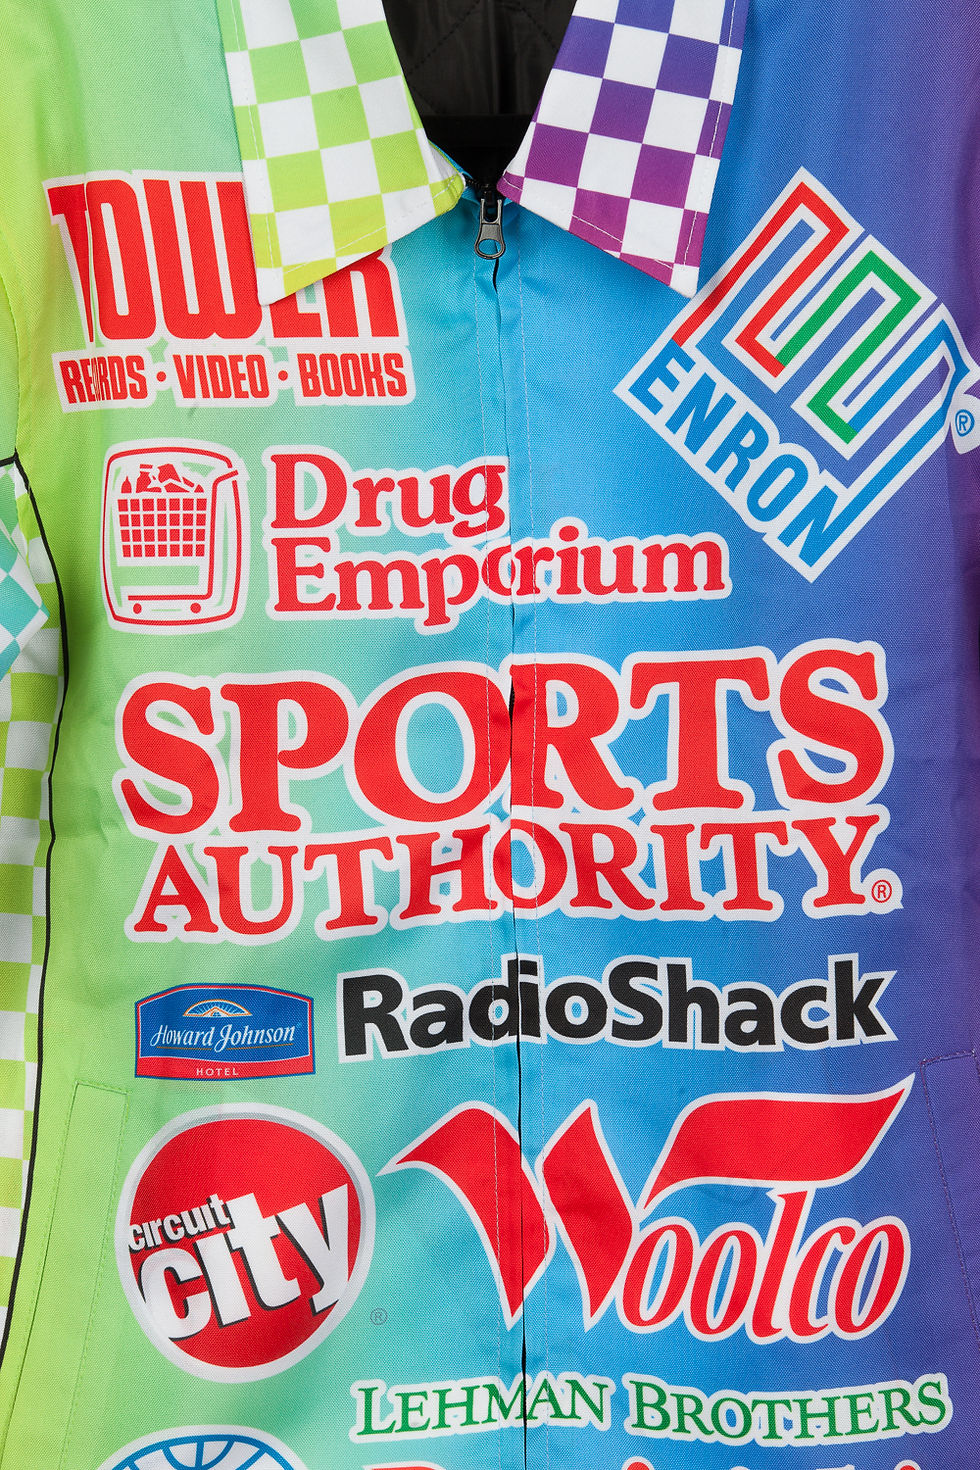 TOWER
RECORDS · VIDEO · BOOKS
ENRON
®
Drug
Emporium
SPORTS
AUTHORITY®
RadioShack
Howard Johnson
HOTEL
circuit
city
®
Woolco
LEHMAN BROTHERS